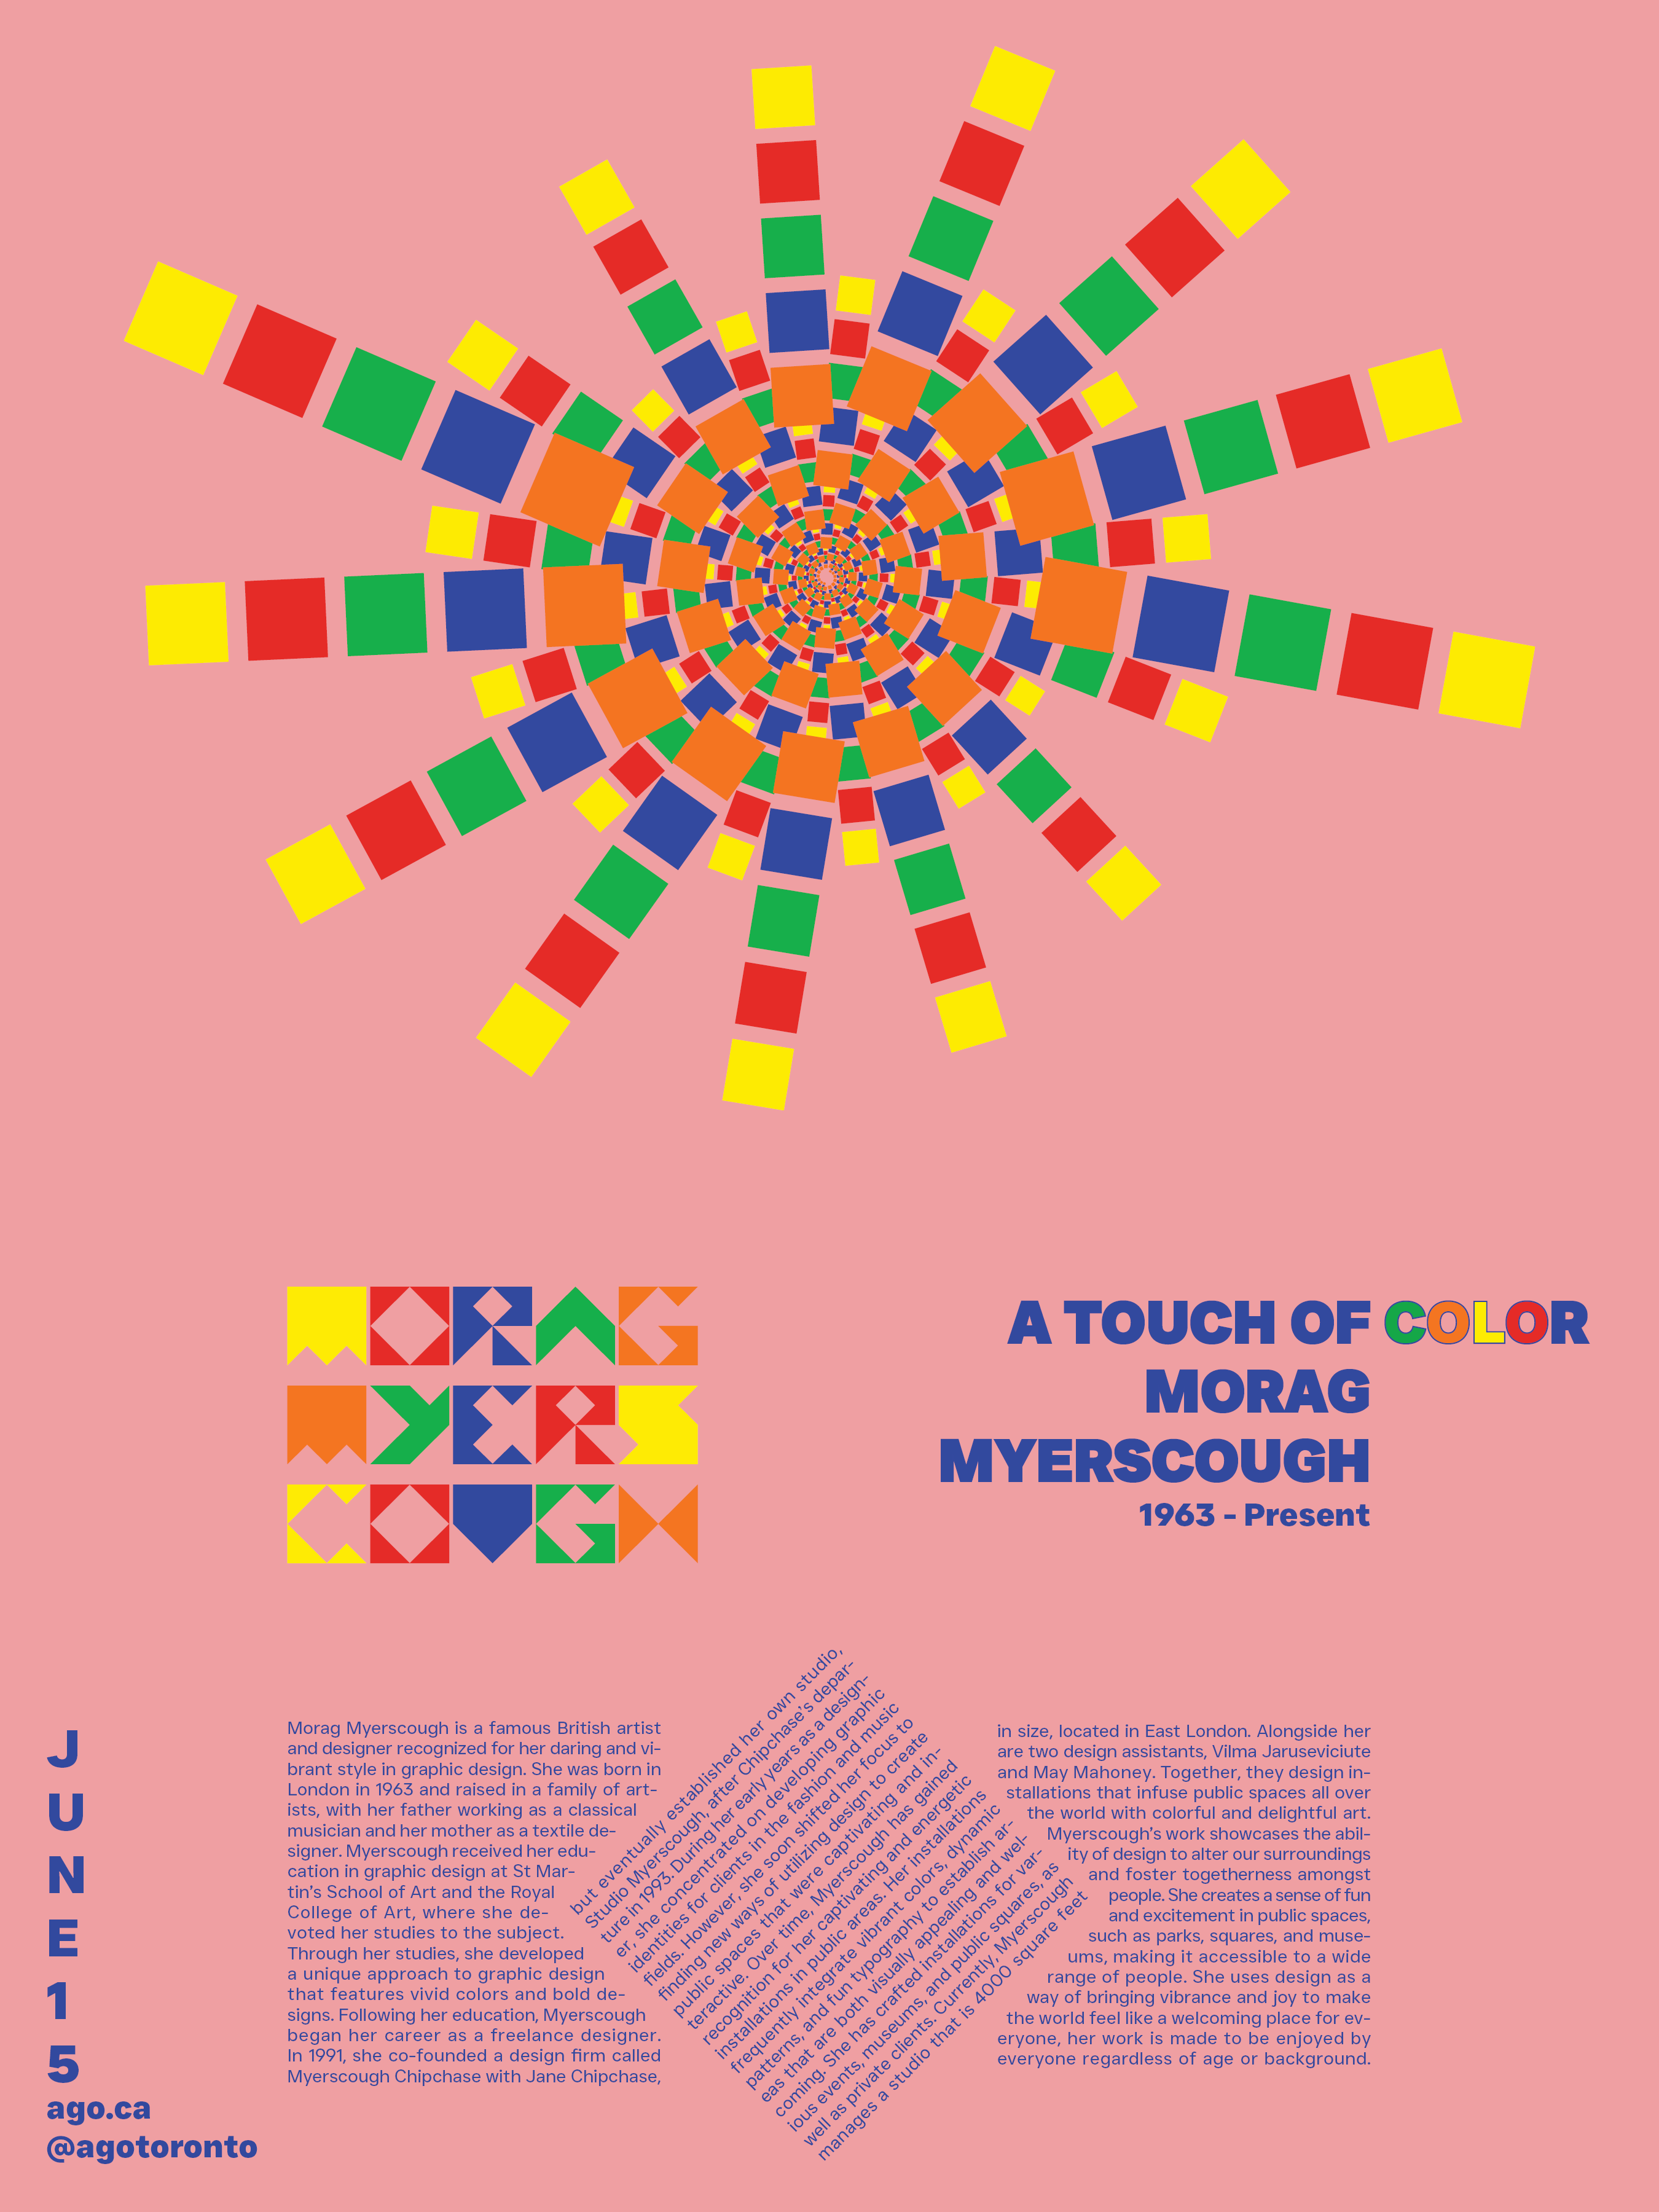 MORAG
MYERS
COUGH
A TOUCH OF COLOR
MORAG
MYERSCOUGH
1963 - Present
J
U
N
E
1
5
ago.ca
@agotoronto
Morag Myerscough is a famous British artist
and designer recognized for her daring and vi-
brant style in graphic design. She was born in
London in 1963 and raised in a family of art-
ists, with her father working as a classical
musician and her mother as a textile de-
signer. Myerscough received her edu-
cation in graphic design at St Mar-
tin's School of Art and the Royal
College of Art, where she de-
voted her studies to the subject.
Through her studies, she developed
a unique approach to graphic design
that features vivid colors and bold de-
signs. Following her education, Myerscough
began her career as a freelance designer.
In 1991, she co-founded a design firm called
Myerscough Chipchase with Jane Chipchase,
but eventually established her own studio,
Studio Myerscough, after Chipchase's depar-
ture in 1993. During her early years as a design-
er, she concentrated on developing graphic
identities for clients in the fashion and music
fields. However, she soon shifted her focus to
finding new ways of utilizing design to create
public spaces that were captivating and in-
teractive. Over time, Myerscough has gained
recognition for her captivating and energetic
installations in public areas. Her installations
frequently integrate vibrant colors, dynamic
patterns, and fun typography to establish ar-
eas that are both visually appealing and wel-
coming. She has crafted installations for var-
ious events, museums, and public squares, as
well as private clients. Currently, Myerscough
manages a studio that is 4000 square feet
in size, located in East London. Alongside her
are two design assistants, Vilma Jaruseviciute
and May Mahoney. Together, they design in-
stallations that infuse public spaces all over
the world with colorful and delightful art.
Myerscough's work showcases the abil-
ity of design to alter our surroundings
and foster togetherness amongst
people. She creates a sense of fun
and excitement in public spaces,
such as parks, squares, and muse-
ums, making it accessible to a wide
range of people. She uses design as a
way of bringing vibrance and joy to make
the world feel like a welcoming place for ev-
eryone, her work is made to be enjoyed by
everyone regardless of age or background.